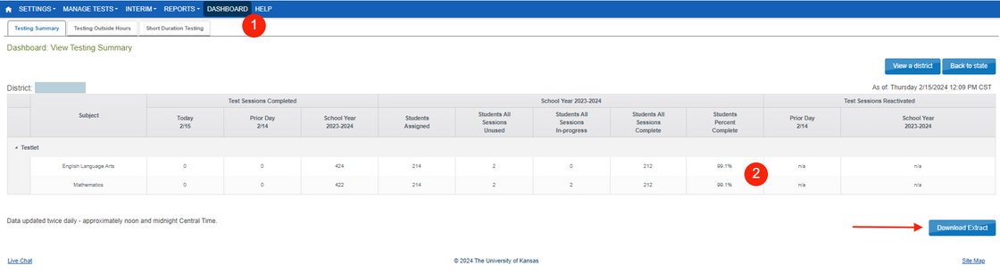 SETTINGS MANAGE TESTS INTERIM REPORTS DASHBOARD HELP
1
Testing Summary Testing Outside Hours Short Duration Testing
Dashboard: View Testing Summary
View a district Back to state
District: As of: Thursday 2/15/2024 12:09 PM CST
Test Sessions Completed School Year 2023-2024 Test Sessions Reactivated
Subject Today 2/15 Prior Day 2/14 School Year 2023-2024 Students Assigned Students All Sessions Unused Students All Sessions In-progress Students All Sessions Complete Students Percent Complete Prior Day 2/14 School Year 2023-2024
Testlet
English Language Arts 0 0 424 214 2 0 212 99.1% n/a n/a
2
Mathematics 0 0 422 214 2 2 212 99.1% n/a n/a
Data updated twice daily - approximately noon and midnight Central Time.
Download Extract
Live Chat © 2024 The University of Kansas Site Map